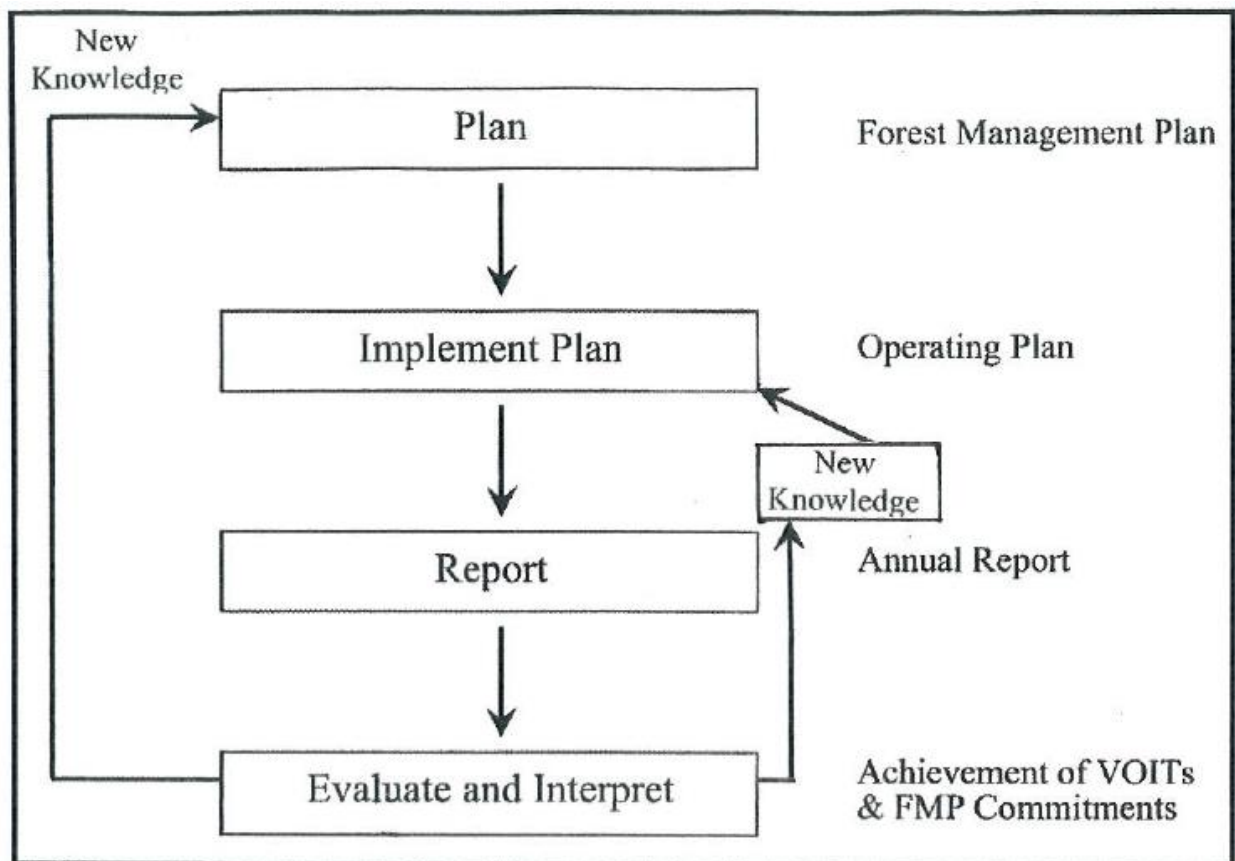 New
Knowledge
Plan
Forest Management Plan
Implement Plan
Operating Plan
New
Knowledge
Report
Annual Report
Evaluate and Interpret
Achievement of VOITs
& FMP Commitments